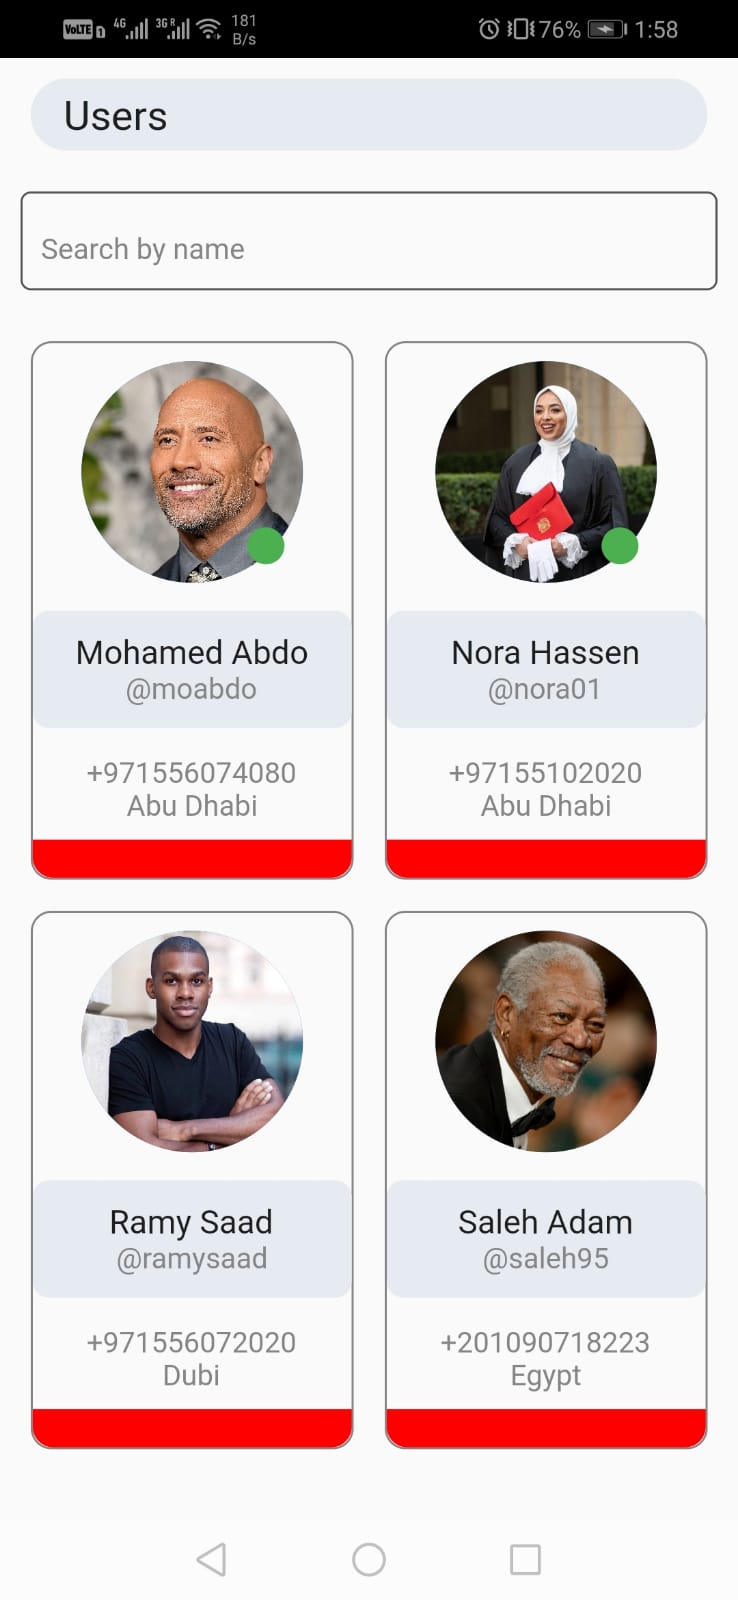 VoLTE 4G 3G R 181 B/s 76% 1:58
Users
Search by name
Mohamed Abdo
@moabdo
+971556074080
Abu Dhabi
Nora Hassen
@nora01
+97155102020
Abu Dhabi
Ramy Saad
@ramysaad
+971556072020
Dubi
Saleh Adam
@saleh95
+201090718223
Egypt